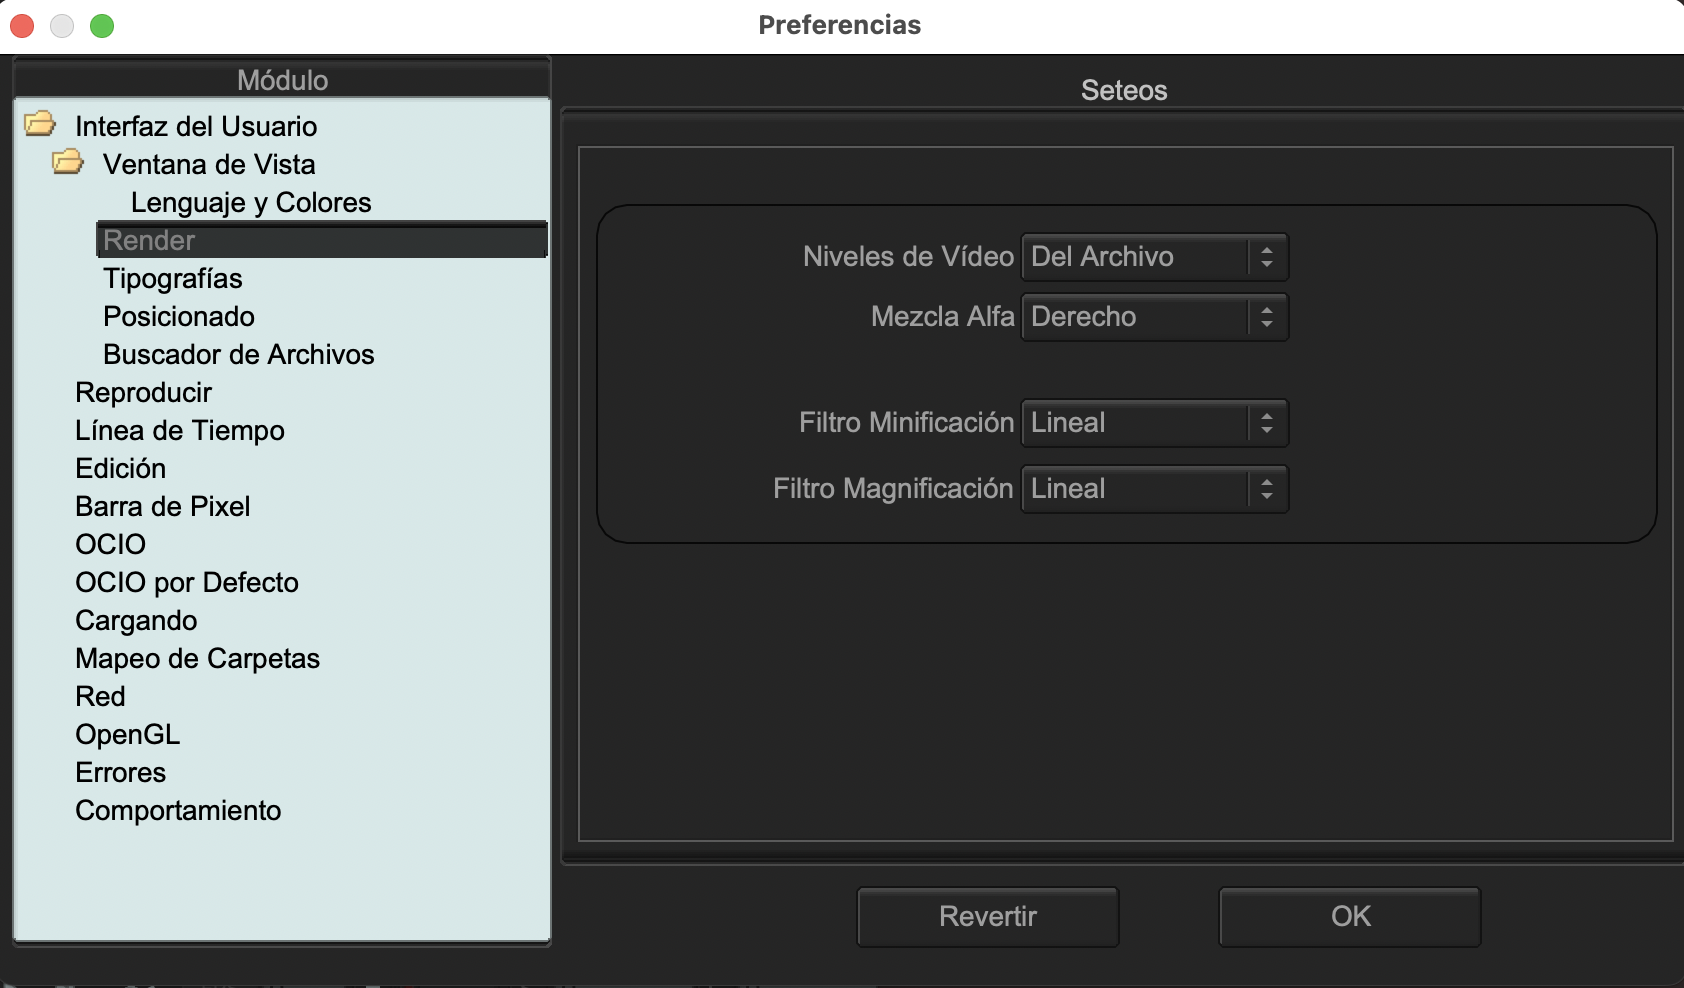 Preferencias
Módulo
Interfaz del Usuario
Ventana de Vista
Lenguaje y Colores
Render
Tipografías
Posicionado
Buscador de Archivos
Reproducir
Línea de Tiempo
Edición
Barra de Pixel
OCIO
OCIO por Defecto
Cargando
Mapeo de Carpetas
Red
OpenGL
Errores
Comportamiento
Seteos
Niveles de Vídeo Del Archivo
Mezcla Alfa Derecho
Filtro Minificación Lineal
Filtro Magnificación Lineal
Revertir OK